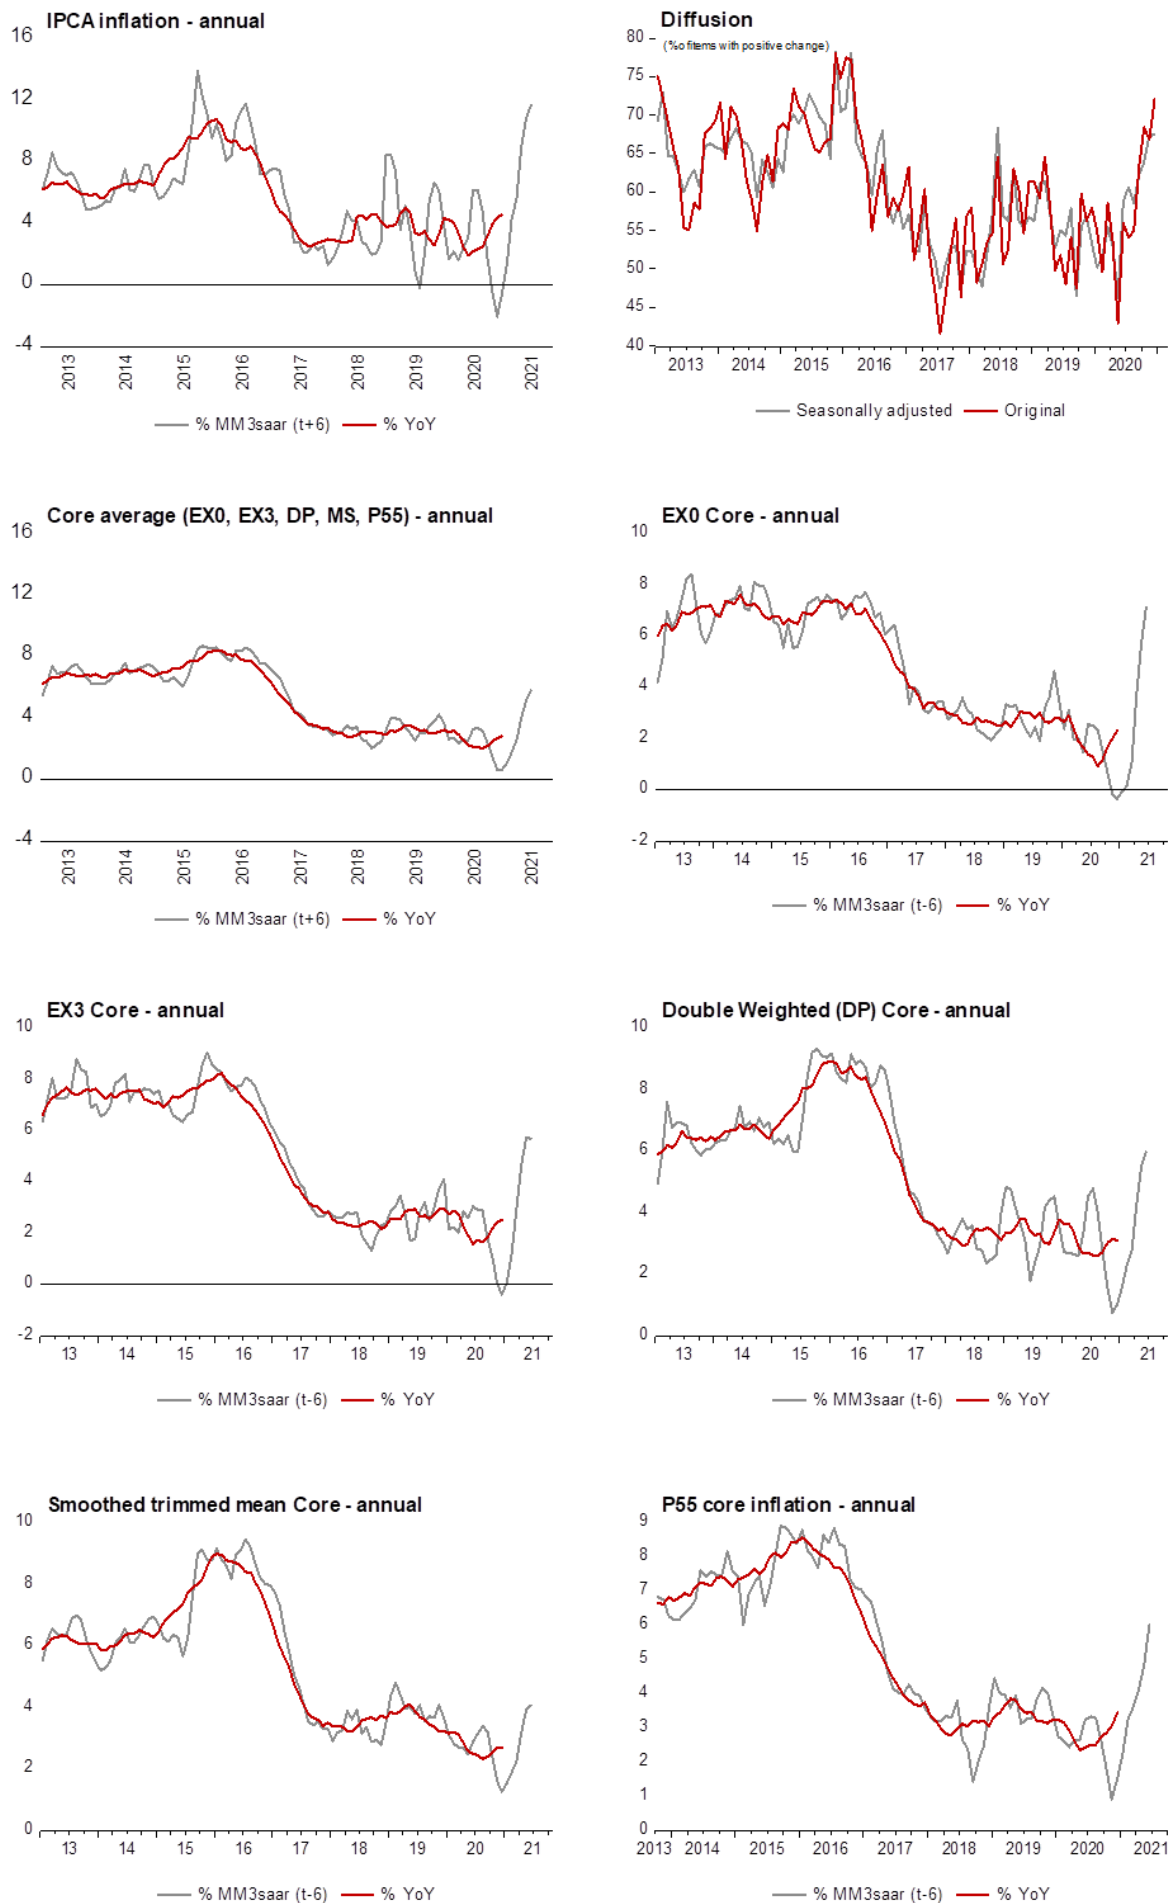 IPCA inflation - annual
16
12
8
4
0
-4
2013 2014 2015 2016 2017 2018 2019 2020 2021
% MM3saar (t+6) % YoY
Diffusion
(% of items with positive change)
80
75
70
65
60
55
50
45
40
2013 2014 2015 2016 2017 2018 2019 2020
Seasonally adjusted Original
Core average (EX0, EX3, DP, MS, P55) - annual
16
12
8
4
0
-4
2013 2014 2015 2016 2017 2018 2019 2020 2021
% MM3saar (t+6) % YoY
EX0 Core - annual
10
8
6
4
2
0
-2
13 14 15 16 17 18 19 20 21
% MM3saar (t-6) % YoY
EX3 Core - annual
10
8
6
4
2
0
-2
13 14 15 16 17 18 19 20 21
% MM3saar (t-6) % YoY
Double Weighted (DP) Core - annual
10
8
6
4
2
0
13 14 15 16 17 18 19 20 21
% MM3saar (t-6) % YoY
Smoothed trimmed mean Core - annual
10
8
6
4
2
0
13 14 15 16 17 18 19 20 21
% MM3saar (t-6) % YoY
P55 core inflation - annual
9
8
7
6
5
4
3
2
1
0
2013 2014 2015 2016 2017 2018 2019 2020 2021
% MM3saar (t-6) % YoY